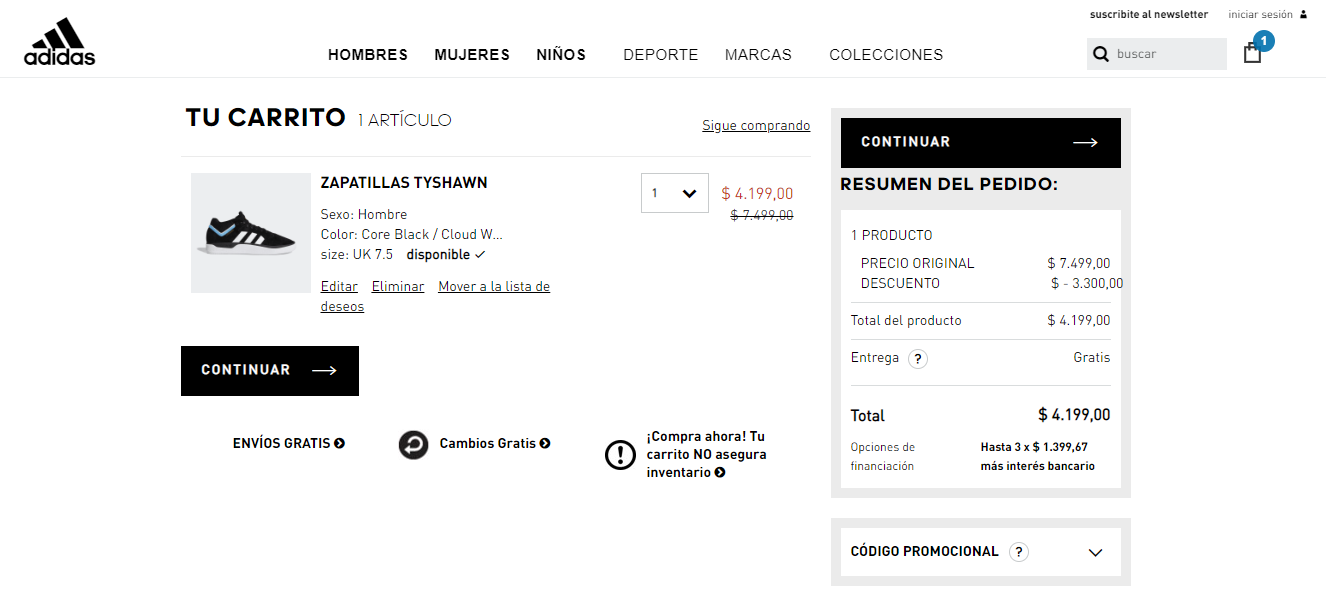 suscribite al newsletter
iniciar sesión
adidas
HOMBRES
MUJERES
NIÑOS
DEPORTE
MARCAS
COLECCIONES
buscar
1
TU CARRITO
1 ARTÍCULO
Sigue comprando
ZAPATILLAS TYSHAWN
Sexo: Hombre
Color: Core Black / Cloud W...
size: UK 7.5 disponible
Editar Eliminar Mover a la lista de
deseos
1
$ 4.199,00
$ 7.499,00
CONTINUAR
ENVÍOS GRATIS
Cambios Gratis
¡Compra ahora! Tu
carrito NO asegura
inventario
CONTINUAR
RESUMEN DEL PEDIDO:
1 PRODUCTO
PRECIO ORIGINAL $ 7.499,00
DESCUENTO $ - 3.300,00
Total del producto $ 4.199,00
Entrega ? Gratis
Total $ 4.199,00
Opciones de
financiación
Hasta 3 x $ 1.399,67
más interés bancario
CÓDIGO PROMOCIONAL ?